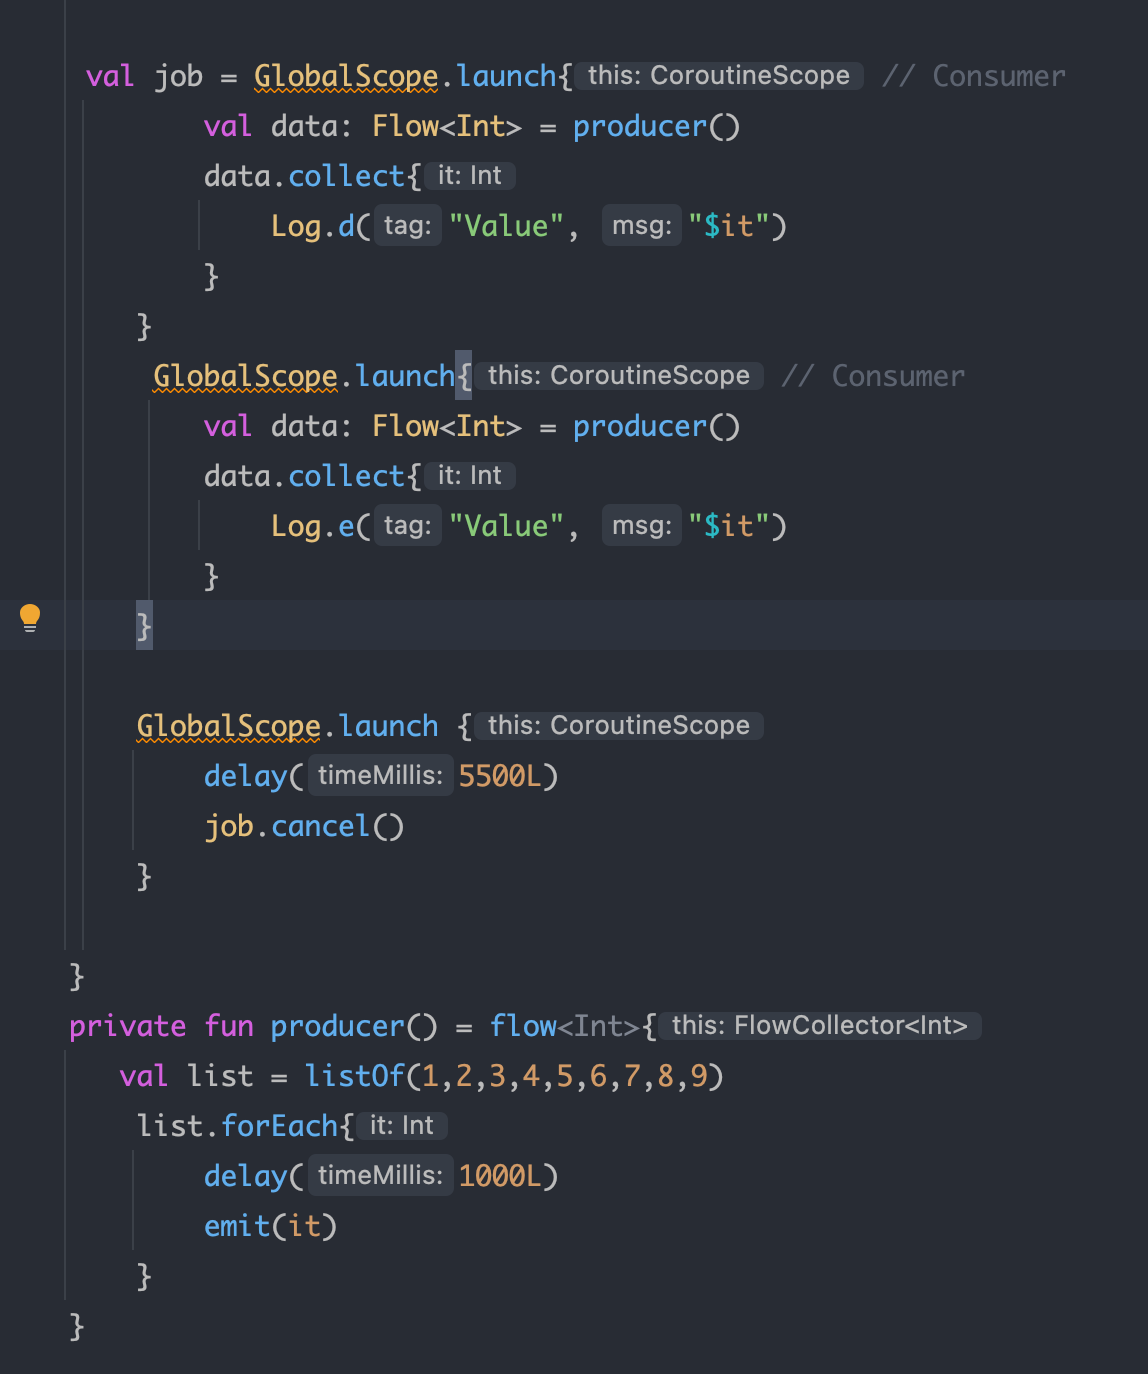 val job = GlobalScope.launch{ this: CoroutineScope // Consumer
val data: Flow<Int> = producer()
data.collect{ it: Int
Log.d( tag: "Value", msg: "$it")
}
}
GlobalScope.launch{ this: CoroutineScope // Consumer
val data: Flow<Int> = producer()
data.collect{ it: Int
Log.e( tag: "Value", msg: "$it")
}
}
GlobalScope.launch { this: CoroutineScope
delay( timeMillis: 5500L)
job.cancel()
}
}
private fun producer() = flow<Int>{ this: FlowCollector<Int>
val list = listOf(1,2,3,4,5,6,7,8,9)
list.forEach{ it: Int
delay( timeMillis: 1000L)
emit(it)
}
}